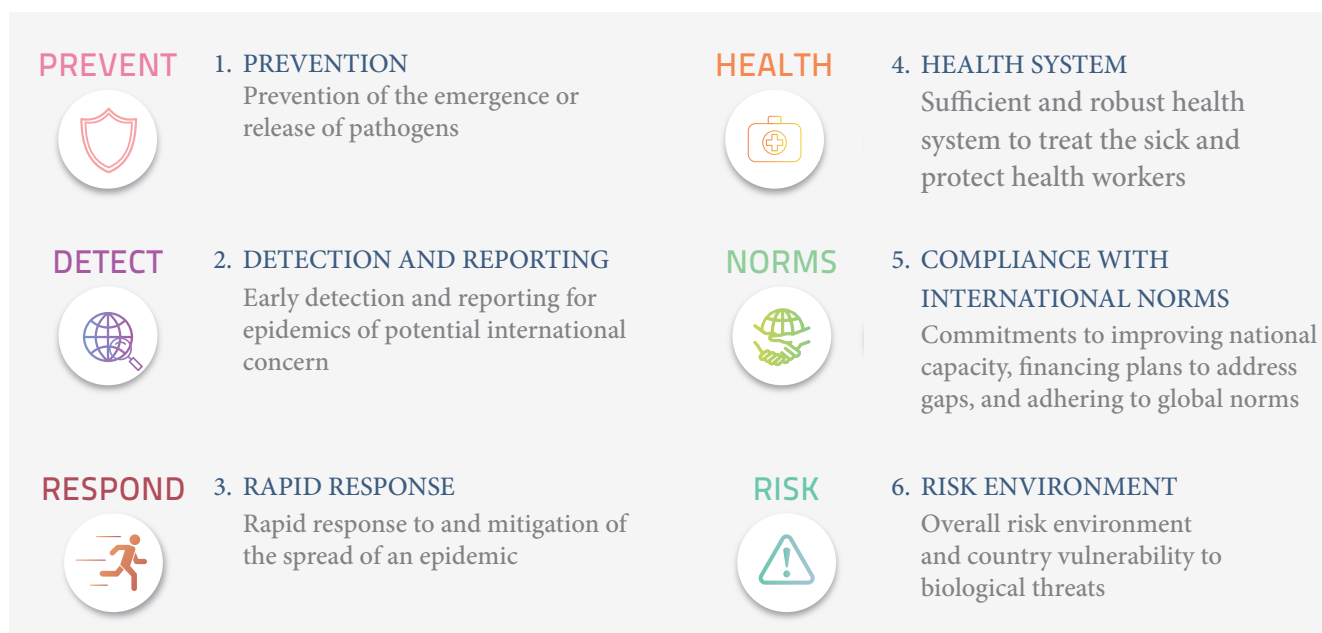 PREVENT
1. PREVENTION
Prevention of the emergence or
release of pathogens
DETECT
2. DETECTION AND REPORTING
Early detection and reporting for
epidemics of potential international
concern
RESPOND
3. RAPID RESPONSE
Rapid response to and mitigation of
the spread of an epidemic
HEALTH
4. HEALTH SYSTEM
Sufficient and robust health
system to treat the sick and
protect health workers
NORMS
5. COMPLIANCE WITH
INTERNATIONAL NORMS
Commitments to improving national
capacity, financing plans to address
gaps, and adhering to global norms
RISK
6. RISK ENVIRONMENT
Overall risk environment
and country vulnerability to
biological threats